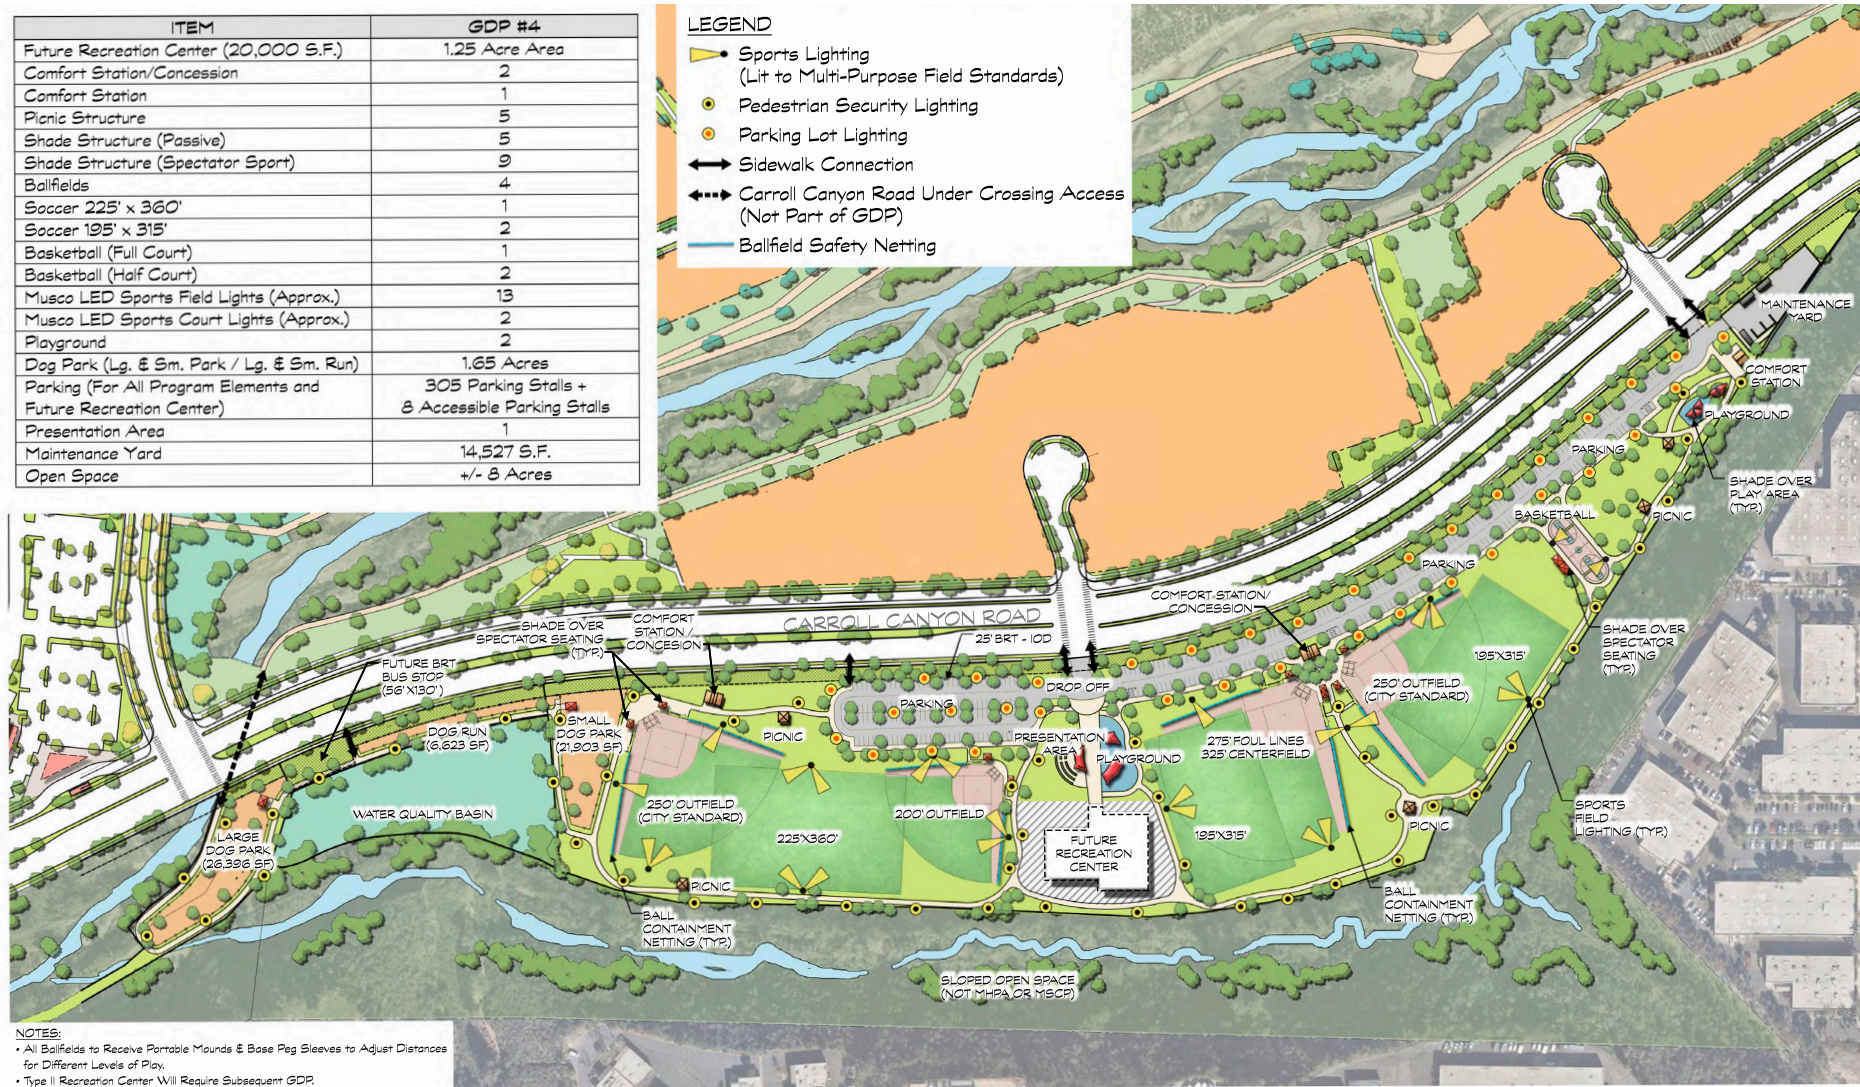 ITEM GDP #4
Future Recreation Center (20,000 S.F.) 1.25 Acre Area
Comfort Station/Concession 2
Comfort Station 1
Picnic Structure 5
Shade Structure (Passive) 5
Shade Structure (Spectator Sport) 9
Ballfields 4
Soccer 225' x 360' 1
Soccer 195' x 315' 2
Basketball (Full Court) 1
Basketball (Half Court) 2
Musco LED Sports Field Lights (Approx.) 13
Musco LED Sports Court Lights (Approx.) 2
Playground 2
Dog Park (Lg. & Sm. Park / Lg. & Sm. Run) 1.65 Acres
Parking (For All Program Elements and 305 Parking Stalls +
Future Recreation Center) 8 Accessible Parking Stalls
Presentation Area 1
Maintenance Yard 14,527 S.F.
Open Space +/- 8 Acres
LEGEND
Sports Lighting
(Lit to Multi-Purpose Field Standards)
Pedestrian Security Lighting
Parking Lot Lighting
Sidewalk Connection
Carroll Canyon Road Under Crossing Access
(Not Part of GDP)
Ballfield Safety Netting
MAINTENANCE
YARD
COMFORT
STATION
PLAYGROUND
PARKING
SHADE OVER
PLAY AREA
(TYP.)
PICNIC
BASKETBALL
PARKING
COMFORT STATION/
CONCESSION
CARROLL CANYON ROAD
25' BRT - IOD
SHADE OVER
SPECTATOR SEATING
(TYP.)
COMFORT
STATION /
CONCESION
FUTURE BRT
BUS STOP
(56' X130' )
SHADE OVER
SPECTATOR
SEATING
(TYP.)
195'X315'
250' OUTFIELD
(CITY STANDARD)
DROP OFF
PARKING
DOG RUN
(6,623 SF)
SMALL
DOG PARK
(21,903 SF)
PICNIC
PRESENTATION
AREA
PLAYGROUND
275' FOUL LINES
325' CENTERFIELD
WATER QUALITY BASIN
250' OUTFIELD
(CITY STANDARD)
200' OUTFIELD
225'X360'
195'X315'
PICNIC
SPORTS
FIELD
LIGHTING (TYP.)
LARGE
DOG PARK
(26,396 SF)
FUTURE
RECREATION
CENTER
PICNIC
BALL
CONTAINMENT
NETTING (TYP.)
BALL
CONTAINMENT
NETTING (TYP.)
SLOPED OPEN SPACE
(NOT MHPA OR MSCP)
NOTES:
• All Ballfields to Receive Portable Mounds & Base Peg Sleeves to Adjust Distances
for Different Levels of Play.
• Type II Recreation Center Will Require Subsequent GDP.